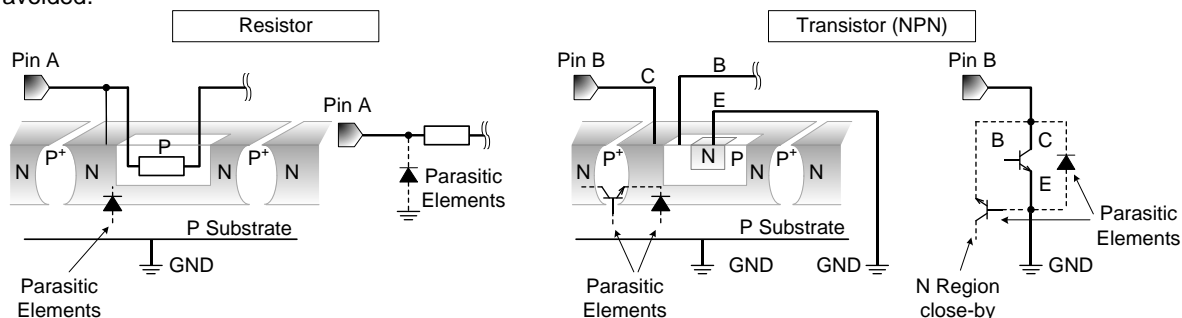 avoided.
Resistor
Transistor (NPN)
Pin A
Pin A
N
P+
N
P
N
P+
N
Parasitic
Elements
P Substrate
GND
Parasitic
Elements
Pin B
C
B
E
N
P+
N
N
P
N
P+
N
P Substrate
GND
GND
Parasitic
Elements
Pin B
B
C
E
Parasitic
Elements
GND
N Region
close-by